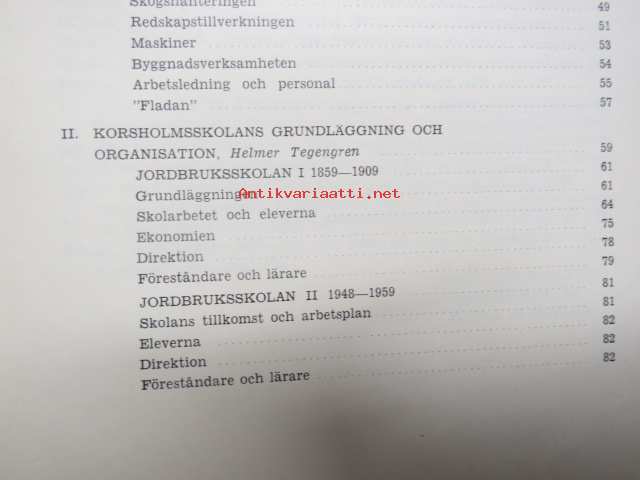 Skogshanteringen 49
Redskapstillverkningen 51
Maskiner 53
Byggnadsverksamheten 54
Arbetsledning och personal 55
"Fladan" 57
II. KORSHOLMSSKOLANS GRUNDLÄGGNING OCH
ORGANISATION, Helmer Tegengren 59
JORDBRUKSSKOLAN I 1859—1909 61
Grundläggningen 61
Antikvariaatti.net
Skolarbetet och eleverna 64
Ekonomien 75
Direktion 78
Föreståndare och lärare 79
JORDBRUKSSKOLAN II 1948—1959 81
Skolans tillkomst och arbetsplan 81
Eleverna 82
Direktion 82
Föreståndare och lärare 82